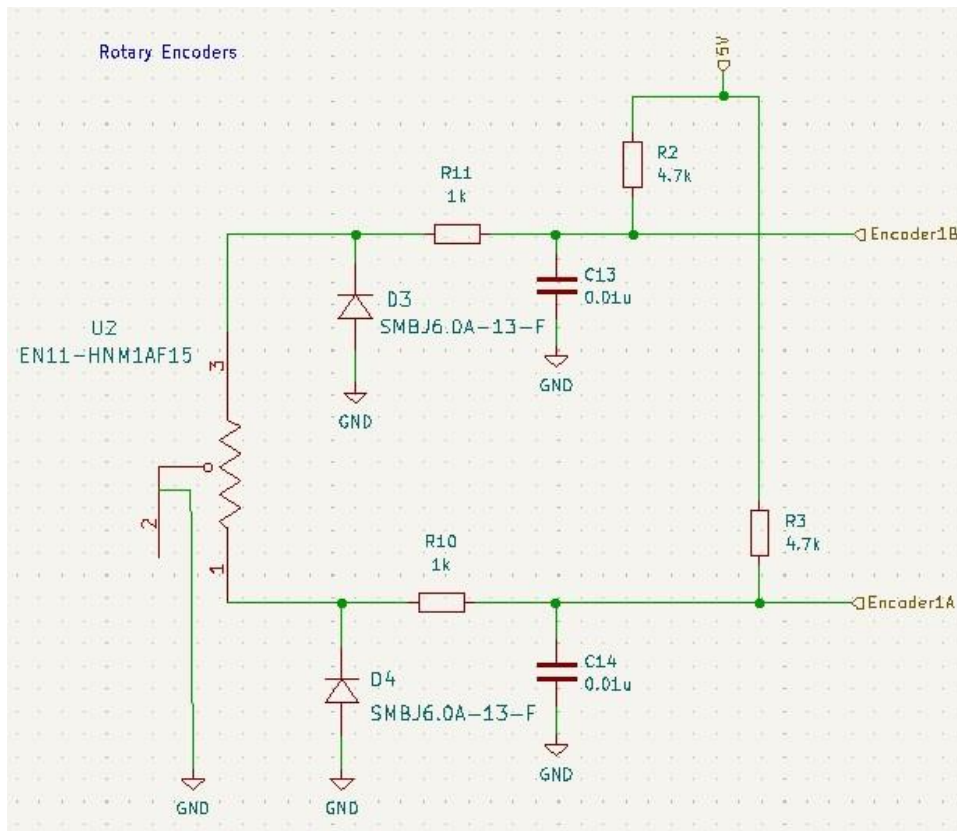 Rotary Encoders
5V
R2
4.7k
R11
1k
Encoder1B
C13
0.01u
D3
SMBJ6.0A-13-F
U2
EN11-HNM1AF15
3
GND
GND
2
R3
4.7k
R10
1k
1
Encoder1A
C14
0.01u
D4
SMBJ6.0A-13-F
GND
GND
GND